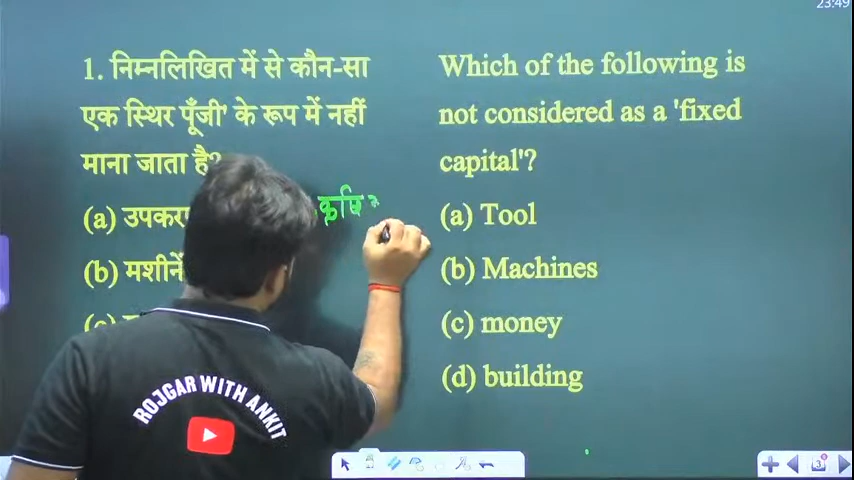 23:49
1. निम्नलिखित में से कौन-सा
एक स्थिर पूँजी' के रूप में नहीं
माना जाता है?
(a)
(b) मशीनें
Which of the following is
not considered as a 'fixed
capital'?
(a) Tool
(b) Machines
(c) money
(d) building
ROJGAR WITH ANKIT
3